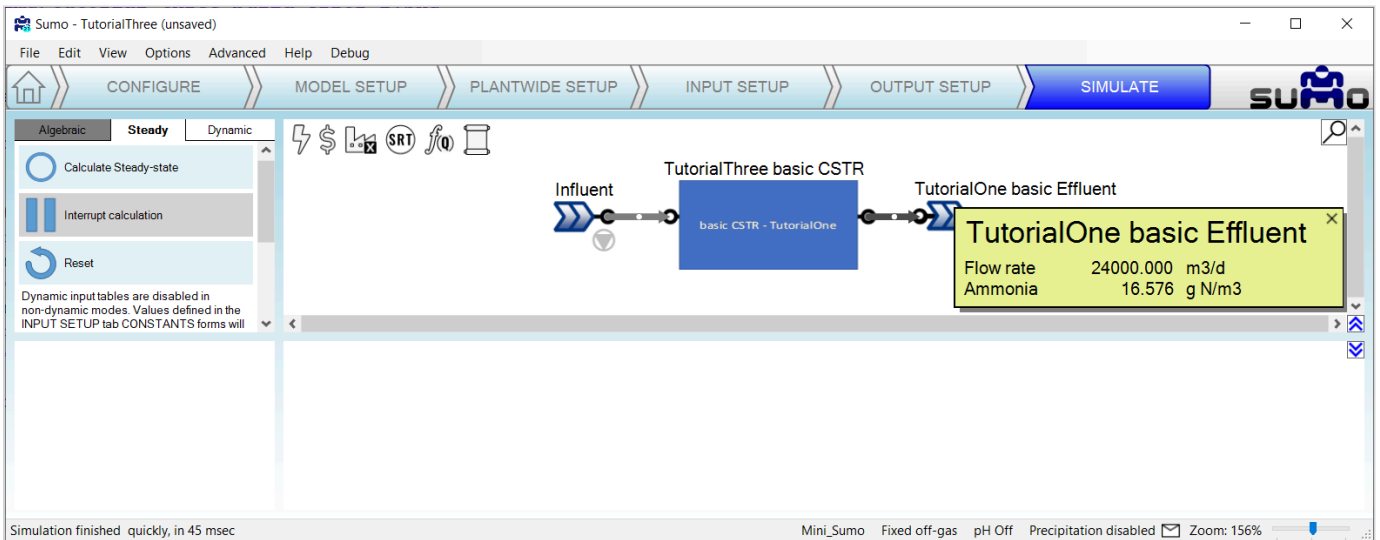 Sumo - TutorialThree (unsaved)
File Edit View Options Advanced Help Debug
CONFIGURE MODEL SETUP PLANTWIDE SETUP INPUT SETUP OUTPUT SETUP SIMULATE
SUMO
Algebraic Steady Dynamic
Calculate Steady-state
Interrupt calculation
Reset
Dynamic input tables are disabled in
non-dynamic modes. Values defined in the
INPUT SETUP tab CONSTANTS forms will
$ SRT f(Q)
TutorialThree basic CSTR
Influent
TutorialOne basic Effluent
basic CSTR - TutorialOne
TutorialOne basic Effluent
Flow rate 24000.000 m3/d
Ammonia 16.576 g N/m3
Simulation finished quickly, in 45 msec
Mini_Sumo Fixed off-gas pH Off Precipitation disabled Zoom: 156%